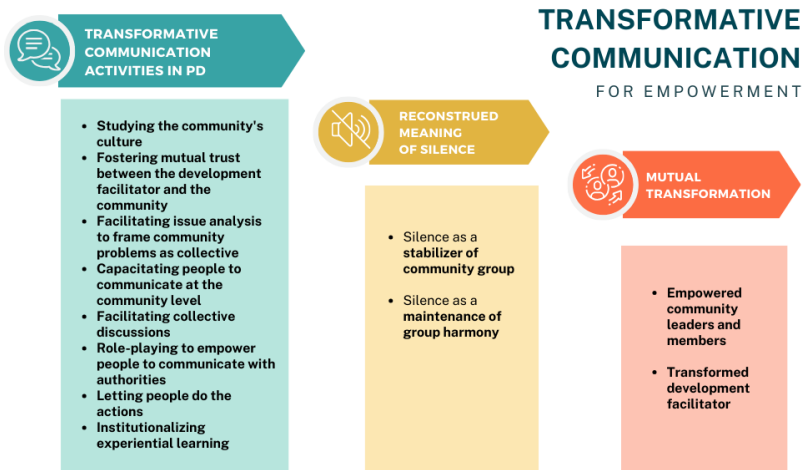 TRANSFORMATIVE
COMMUNICATION
FOR EMPOWERMENT
TRANSFORMATIVE
COMMUNICATION
ACTIVITIES IN PD
• Studying the community's
culture
• Fostering mutual trust
between the development
facilitator and the
community
• Facilitating issue analysis
to frame community
problems as collective
• Capacitating people to
communicate at the
community level
• Facilitating collective
discussions
• Role-playing to empower
people to communicate with
authorities
• Letting people do the
actions
• Institutionalizing
experiential learning
RECONSTRUED
MEANING
OF SILENCE
• Silence as a
stabilizer of
community group
• Silence as a
maintenance of
group harmony
MUTUAL
TRANSFORMATION
• Empowered
community
leaders and
members
• Transformed
development
facilitator